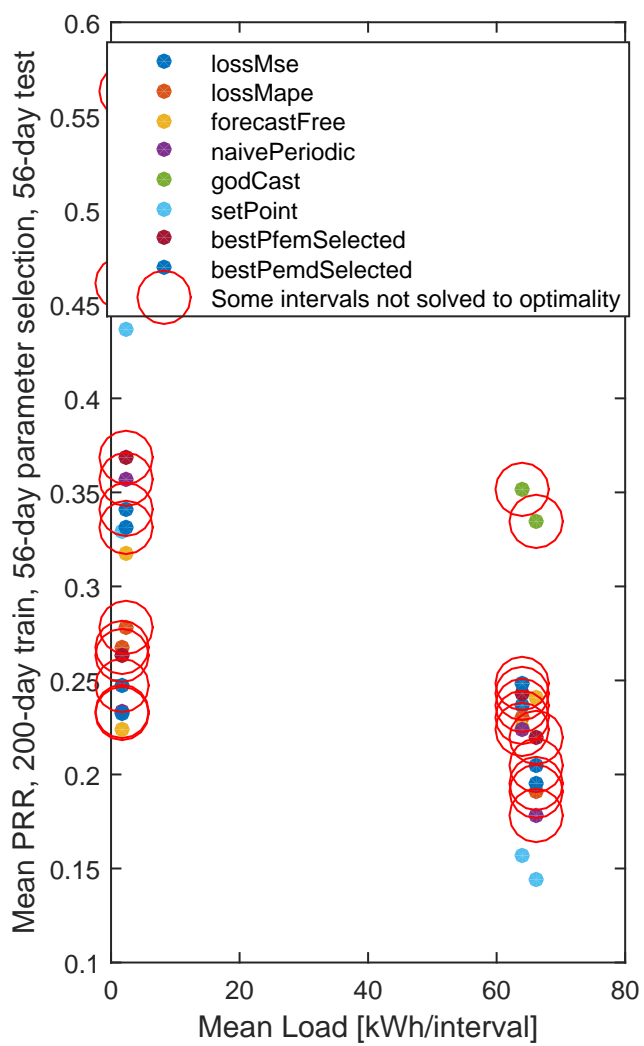 Mean PRR, 200-day train, 56-day parameter selection, 56-day test
0.6
0.55
0.5
0.45
0.4
0.35
0.3
0.25
0.2
0.15
0.1
lossMse
lossMape
forecastFree
naivePeriodic
godCast
setPoint
bestPfemSelected
bestPemdSelected
Some intervals not solved to optimality
0
20
40
60
80
Mean Load [kWh/interval]